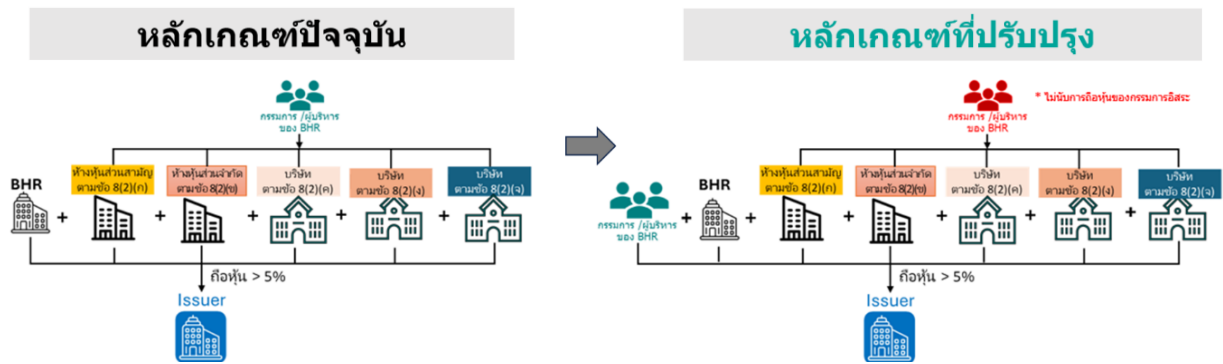 หลักเกณฑ์ปัจจุบัน
กรรมการ /ผู้บริหาร
ของ BHR
BHR
ห้างหุ้นส่วนสามัญ
ตามข้อ 8(2)(ก)
ห้างหุ้นส่วนจำกัด
ตามข้อ 8(2)(ข)
บริษัท
ตามข้อ 8(2)(ค)
บริษัท
ตามข้อ 8(2)(ง)
บริษัท
ตามข้อ 8(2)(จ)
+ + + + +
ถือหุ้น > 5%
Issuer
หลักเกณฑ์ที่ปรับปรุง
* ไม่นับการถือหุ้นของกรรมการอิสระ
กรรมการ /ผู้บริหาร
ของ BHR
BHR
ห้างหุ้นส่วนสามัญ
ตามข้อ 8(2)(ก)
ห้างหุ้นส่วนจำกัด
ตามข้อ 8(2)(ข)
บริษัท
ตามข้อ 8(2)(ค)
บริษัท
ตามข้อ 8(2)(ง)
บริษัท
ตามข้อ 8(2)(จ)
+ + + + + +
กรรมการ /ผู้บริหาร
ของ BHR
ถือหุ้น > 5%
Issuer